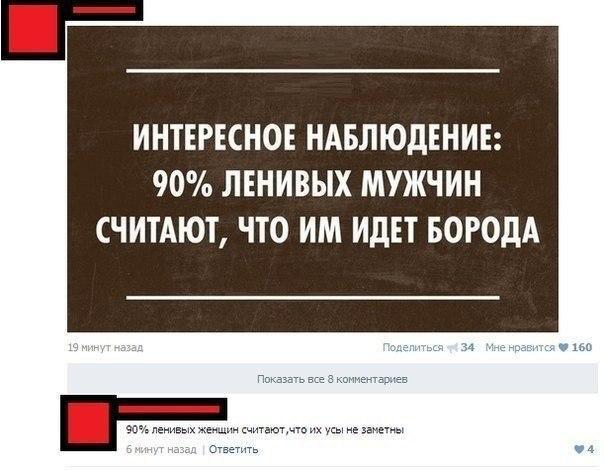 ИНТЕРЕСНОЕ НАБЛЮДЕНИЕ:
90% ЛЕНИВЫХ МУЖЧИН
СЧИТАЮТ, ЧТО ИМ ИДЕТ БОРОДА
19 минут назад
Поделиться 34 Мне нравится 160
Показать все 8 комментариев
90% ленивых женщин считают,что их усы не заметны
6 минут назад | Ответить
4